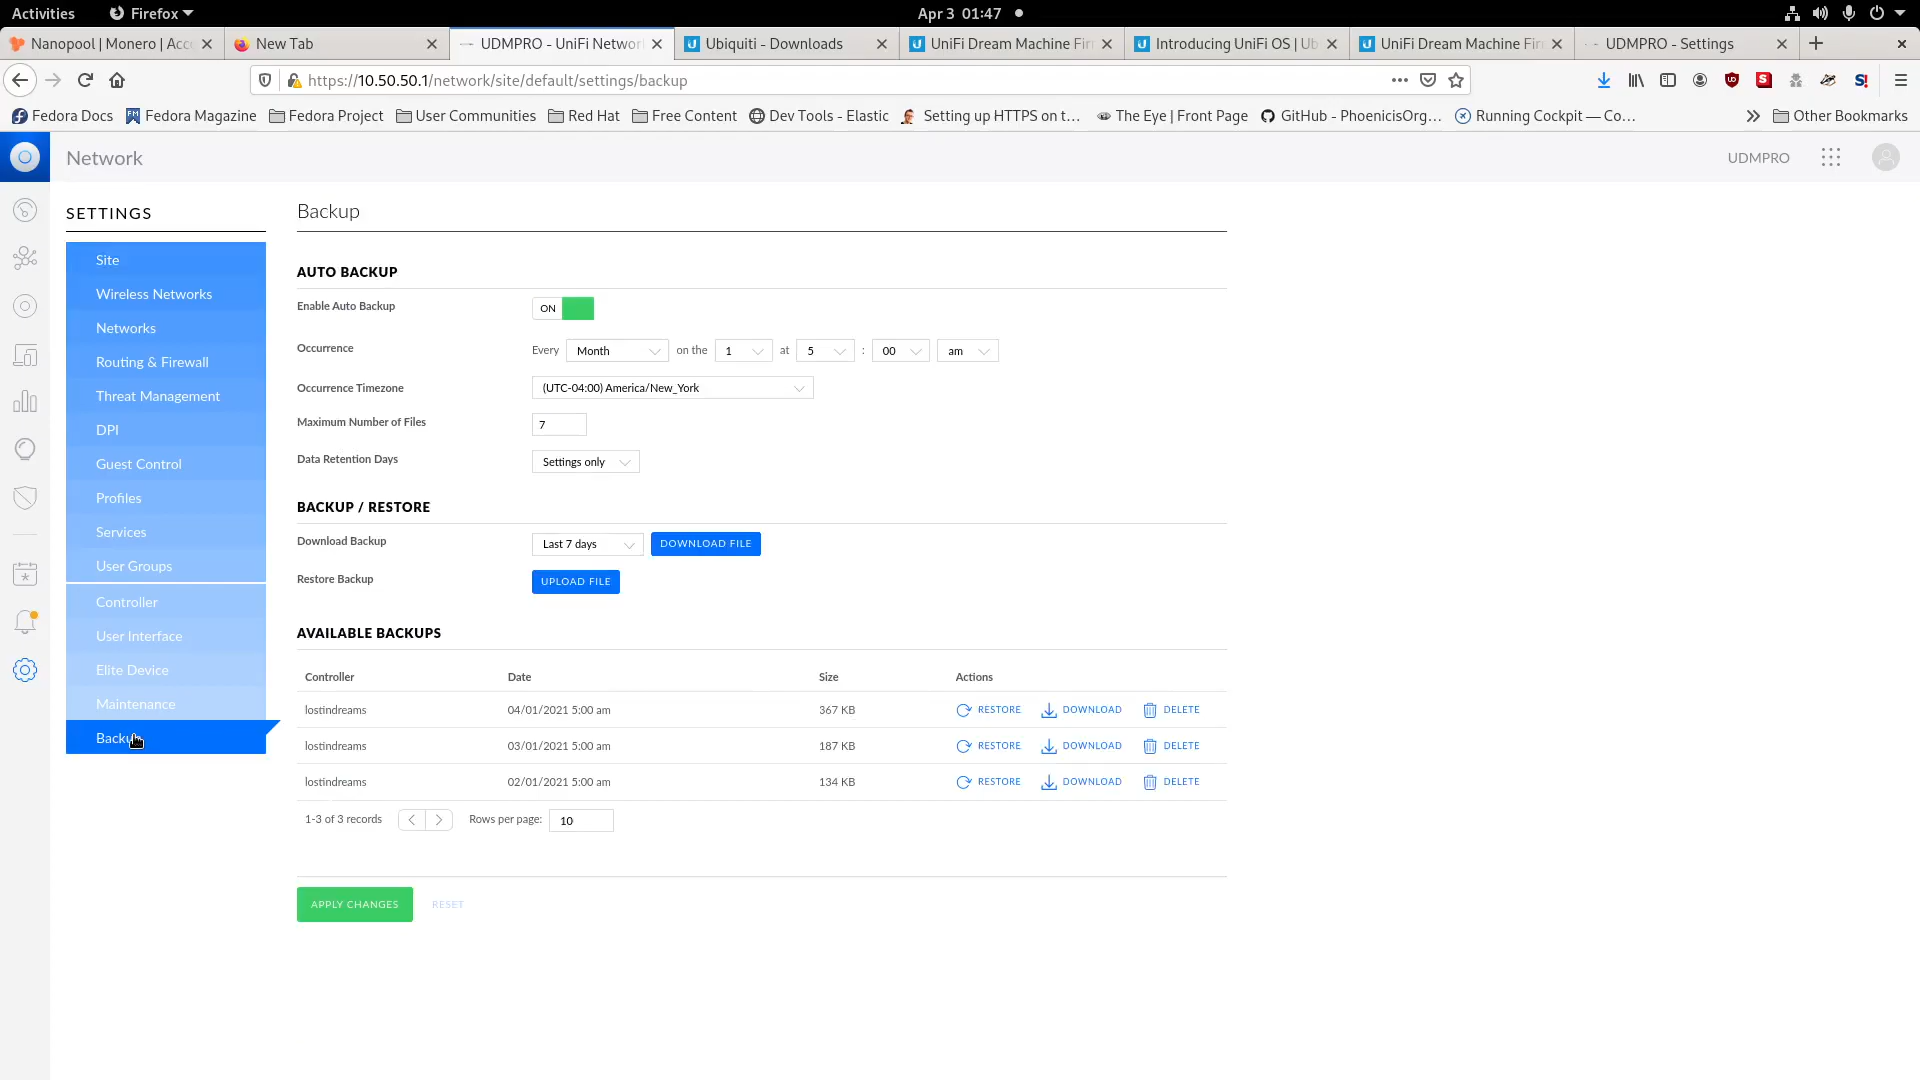 Activities Firefox Apr 3 01:47
Nanopool | Monero | Acc New Tab UDMPRO - UniFi Networ Ubiquiti - Downloads UniFi Dream Machine Fir Introducing UniFi OS | Ub UniFi Dream Machine Fir UDMPRO - Settings
https://10.50.50.1/network/site/default/settings/backup
Fedora Docs Fedora Magazine Fedora Project User Communities Red Hat Free Content Dev Tools - Elastic Setting up HTTPS on t… The Eye | Front Page GitHub - PhoenicisOrg… Running Cockpit — Co… Other Bookmarks
Network UDMPRO
SETTINGS
Site
Wireless Networks
Networks
Routing & Firewall
Threat Management
DPI
Guest Control
Profiles
Services
User Groups
Controller
User Interface
Elite Device
Maintenance
Backup
Backup
AUTO BACKUP
Enable Auto Backup ON
Occurrence Every Month on the 1 at 5 : 00 am
Occurrence Timezone (UTC-04:00) America/New_York
Maximum Number of Files 7
Data Retention Days Settings only
BACKUP / RESTORE
Download Backup Last 7 days DOWNLOAD FILE
Restore Backup UPLOAD FILE
AVAILABLE BACKUPS
Controller Date Size Actions
lostindreams 04/01/2021 5:00 am 367 KB RESTORE DOWNLOAD DELETE
lostindreams 03/01/2021 5:00 am 187 KB RESTORE DOWNLOAD DELETE
lostindreams 02/01/2021 5:00 am 134 KB RESTORE DOWNLOAD DELETE
1-3 of 3 records Rows per page: 10
APPLY CHANGES RESET